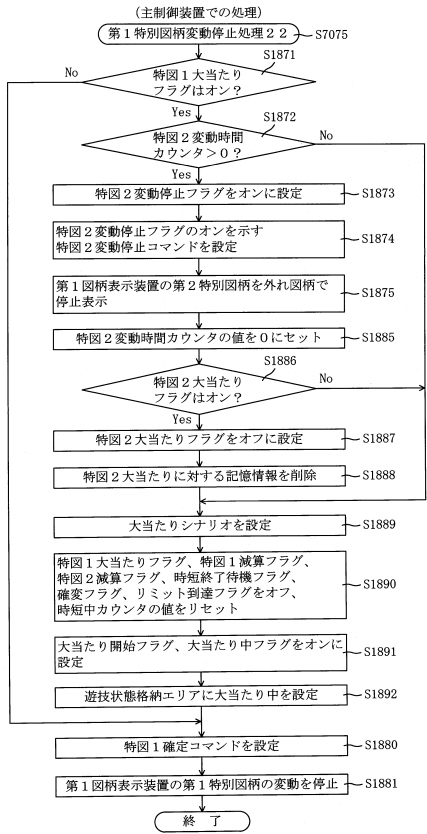 （主制御装置での処理）
第１特別図柄変動停止処理２２
S7075
S1871
特図１大当たり
フラグはオン？
No
Yes
S1872
特図２変動時間
カウンタ＞０？
No
Yes
特図２変動停止フラグをオンに設定
S1873
特図２変動停止フラグのオンを示す
特図２変動停止コマンドを設定
S1874
第１図柄表示装置の第２特別図柄を外れ図柄で
停止表示
S1875
特図２変動時間カウンタの値を０にセット
S1885
S1886
特図２大当たり
フラグはオン？
No
Yes
特図２大当たりフラグをオフに設定
S1887
特図２大当たりに対する記憶情報を削除
S1888
大当たりシナリオを設定
S1889
特図１大当たりフラグ、特図１減算フラグ、
特図２減算フラグ、時短終了待機フラグ、
確変フラグ、リミット到達フラグをオフ、
時短中カウンタの値をリセット
S1890
大当たり開始フラグ、大当たり中フラグをオンに
設定
S1891
遊技状態格納エリアに大当たり中を設定
S1892
特図１確定コマンドを設定
S1880
第１図柄表示装置の第１特別図柄の変動を停止
S1881
終　了